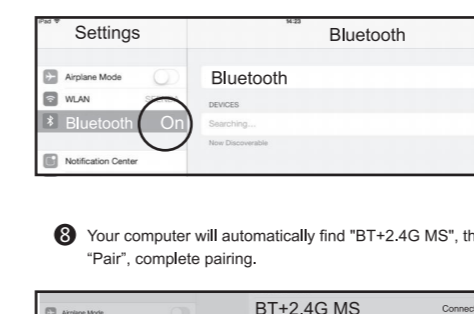 iPad 14:23
Settings Bluetooth
Airplane Mode Bluetooth
WLAN
DEVICES
Bluetooth On Searching...
Now Discoverable
Notification Center
8 Your computer will automatically find "BT+2.4G MS", th
“Pair”, complete pairing.
Airplane Mode BT+2.4G MS Connec